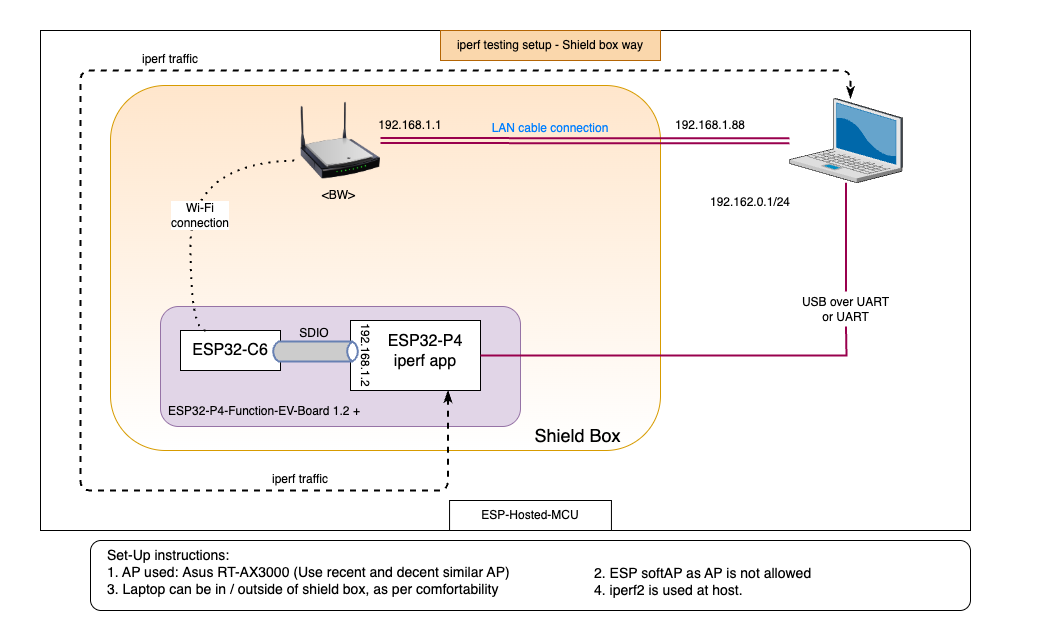 iperf testing setup - Shield box way
iperf traffic
192.168.1.1
LAN cable connection
192.168.1.88
<BW>
192.162.0.1/24
Wi-Fi
connection
USB over UART
or UART
SDIO
ESP32-C6
192.168.1.2
ESP32-P4
iperf app
ESP32-P4-Function-EV-Board 1.2 +
Shield Box
iperf traffic
ESP-Hosted-MCU
Set-Up instructions:
1. AP used: Asus RT-AX3000 (Use recent and decent similar AP)
2. ESP softAP as AP is not allowed
3. Laptop can be in / outside of shield box, as per comfortability
4. iperf2 is used at host.